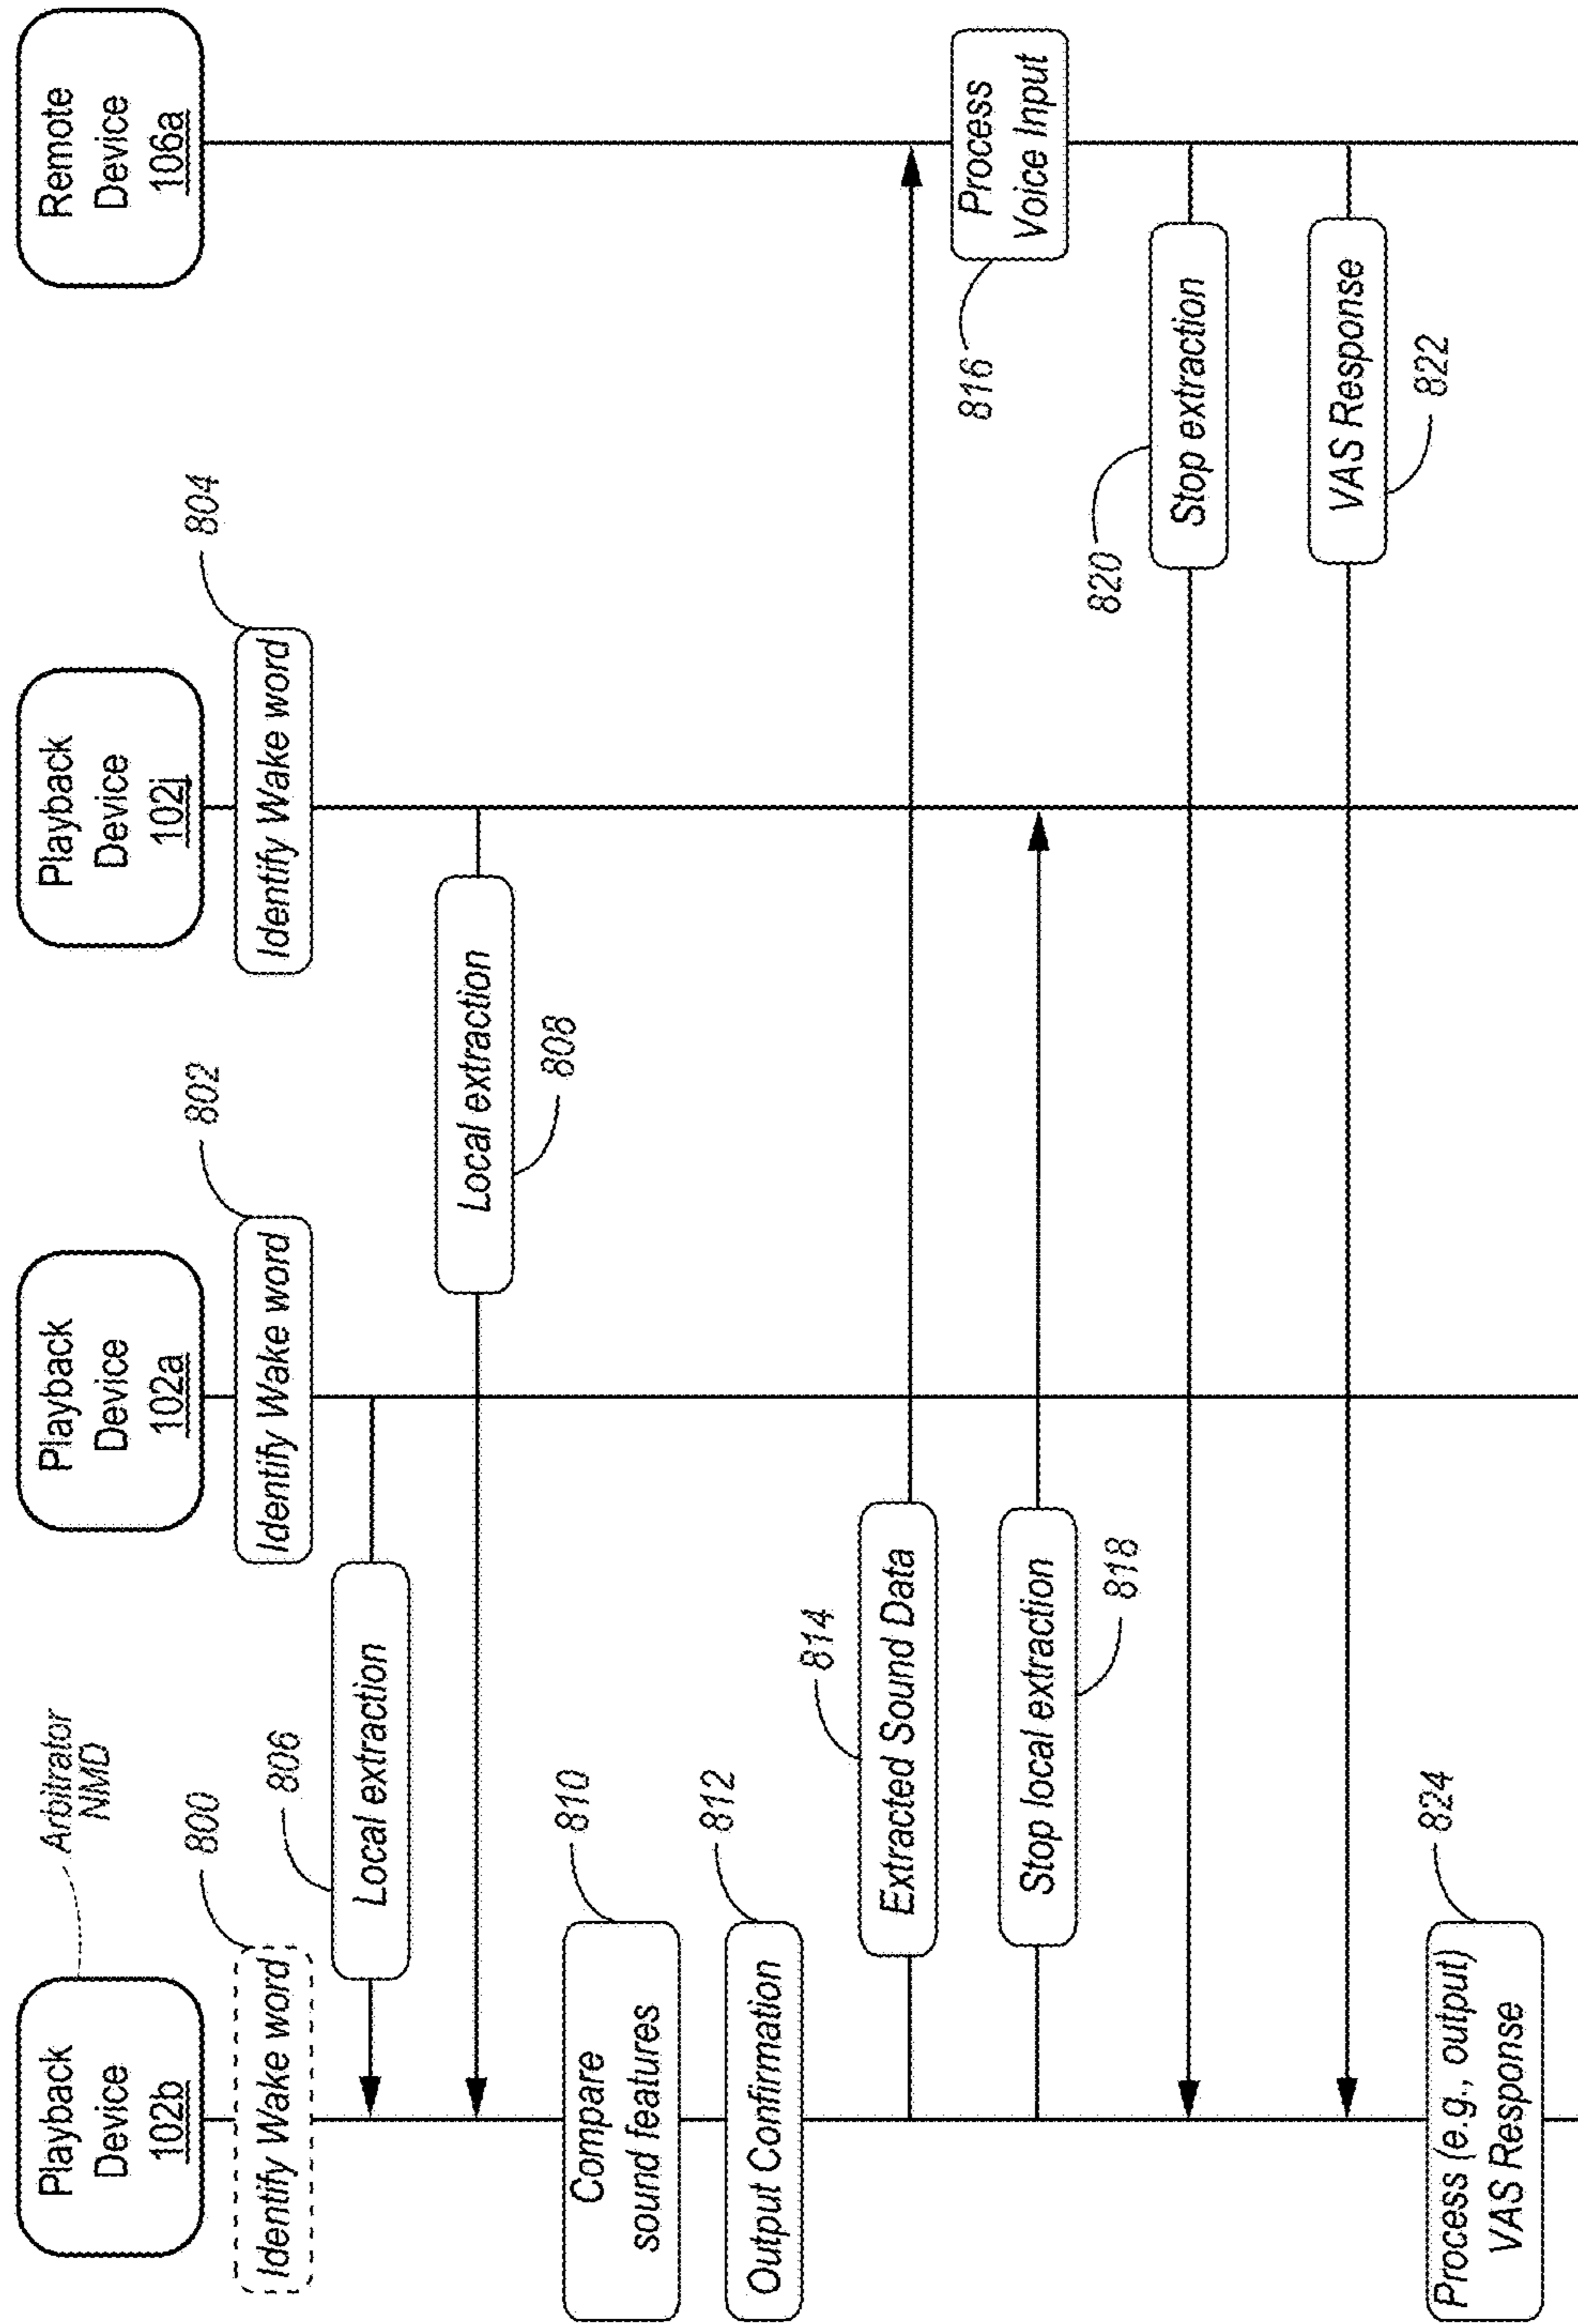 Playback
Device
102b
Arbitrator
NMD
Playback
Device
102a
Playback
Device
102j
Remote
Device
106a
Identify Wake word
800
Identify Wake word
802
Identify Wake word
804
Local extraction
806
Local extraction
808
Compare
sound features
810
Output Confirmation
812
Extracted Sound Data
814
Process
Voice Input
816
Stop local extraction
818
Stop extraction
820
VAS Response
822
Process (e.g., output)
VAS Response
824